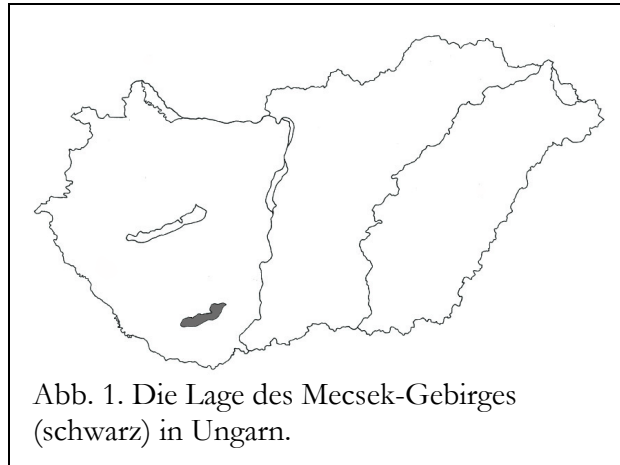 Abb. 1. Die Lage des Mecsek-Gebirges
(schwarz) in Ungarn.